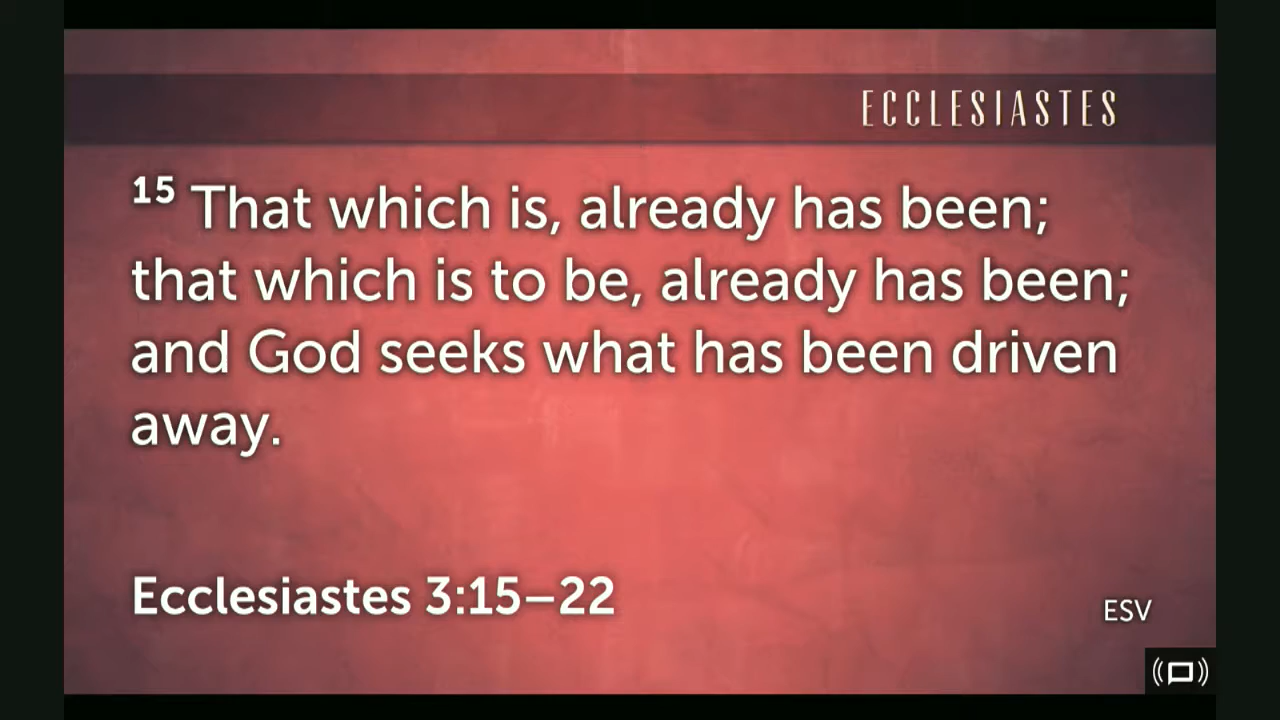 ECCLESIASTES
15 That which is, already has been;
that which is to be, already has been;
and God seeks what has been driven
away.
Ecclesiastes 3:15–22
ESV